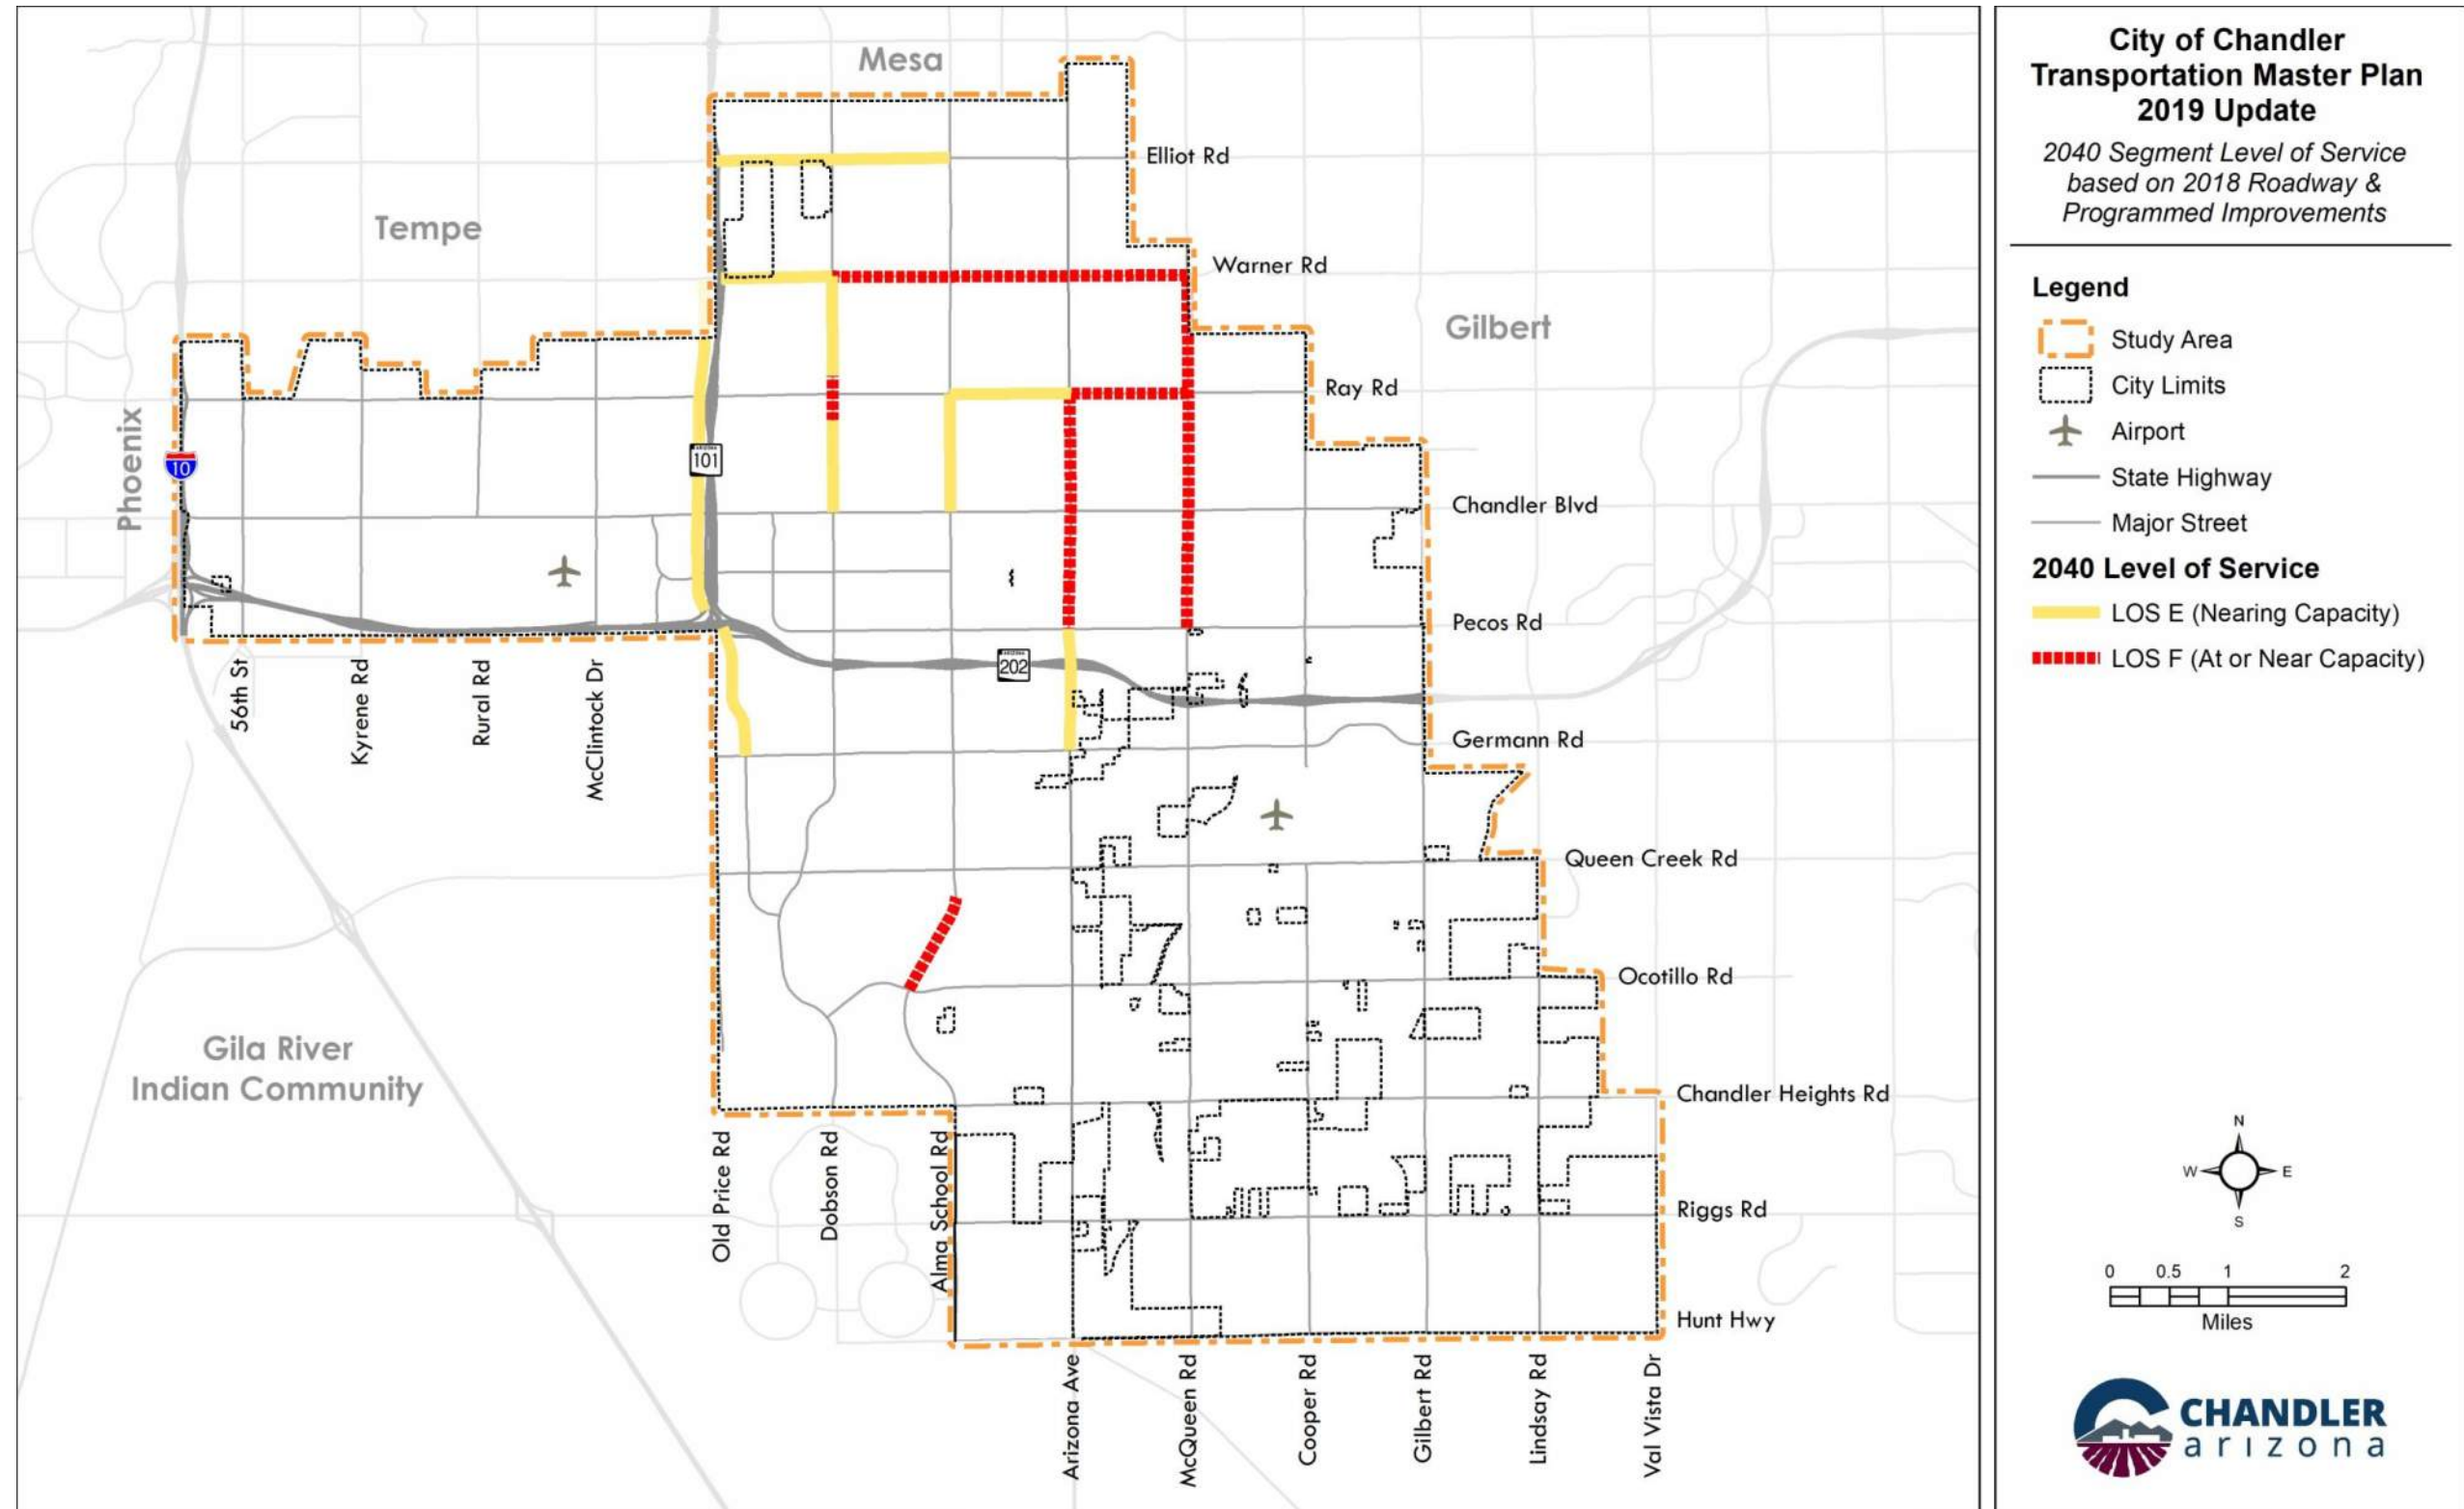 Mesa
Elliot Rd
Tempe
Warner Rd
Gilbert
Ray Rd
Phoenix
10
ARIZONA
101
Chandler Blvd
Pecos Rd
ARIZONA
202
56th St
Kyrene Rd
Rural Rd
McClintock Dr
Germann Rd
Queen Creek Rd
Ocotillo Rd
Gila River
Indian Community
Chandler Heights Rd
Old Price Rd
Dobson Rd
Alma School Rd
Riggs Rd
Hunt Hwy
Arizona Ave
McQueen Rd
Cooper Rd
Gilbert Rd
Lindsay Rd
Val Vista Dr
City of Chandler
Transportation Master Plan
2019 Update
2040 Segment Level of Service
based on 2018 Roadway &
Programmed Improvements
Legend
Study Area
City Limits
Airport
State Highway
Major Street
2040 Level of Service
LOS E (Nearing Capacity)
LOS F (At or Near Capacity)
N
W E
S
0 0.5 1 2
Miles
CHANDLER
arizona